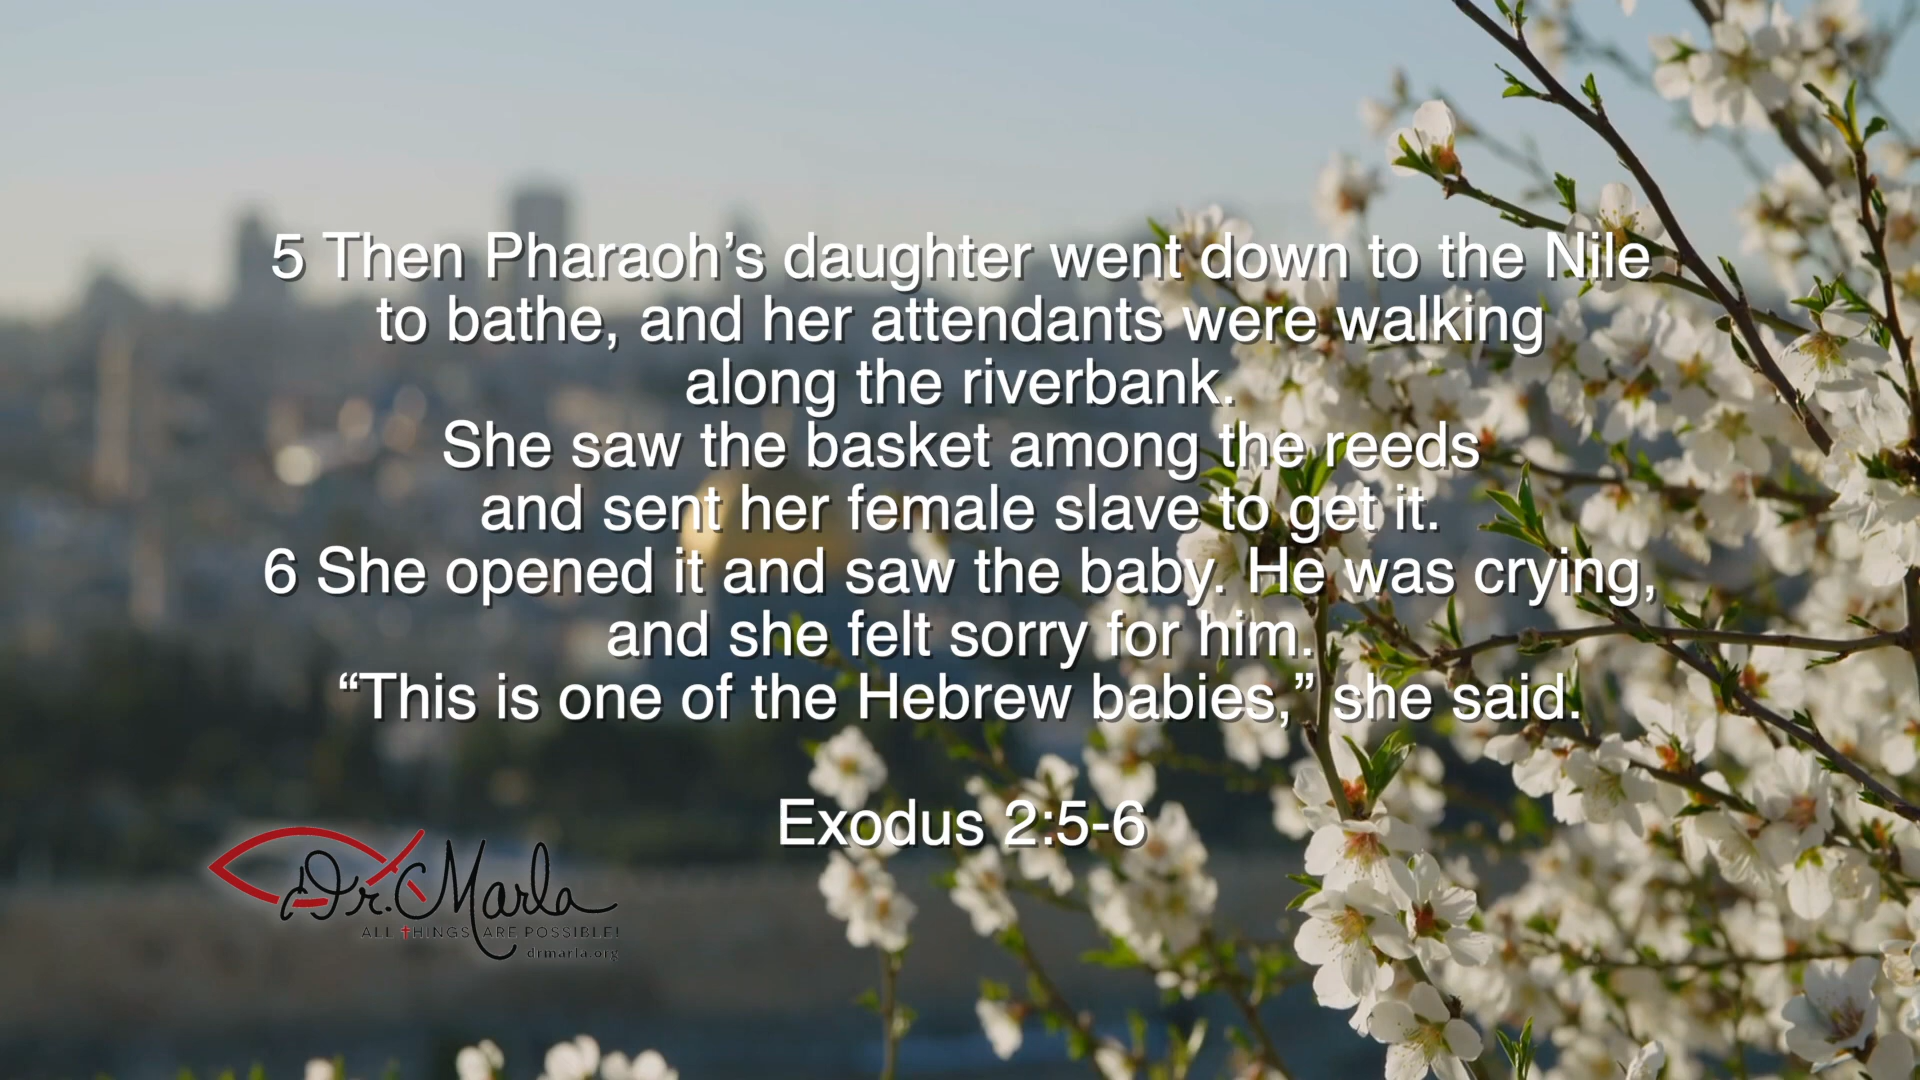 5 Then Pharaoh’s daughter went down to the Nile
to bathe, and her attendants were walking
along the riverbank.
She saw the basket among the reeds
and sent her female slave to get it.
6 She opened it and saw the baby. He was crying,
and she felt sorry for him.
“This is one of the Hebrew babies,” she said.
Exodus 2:5-6
Dr. Marla
ALL THINGS ARE POSSIBLE!
drmarla.org